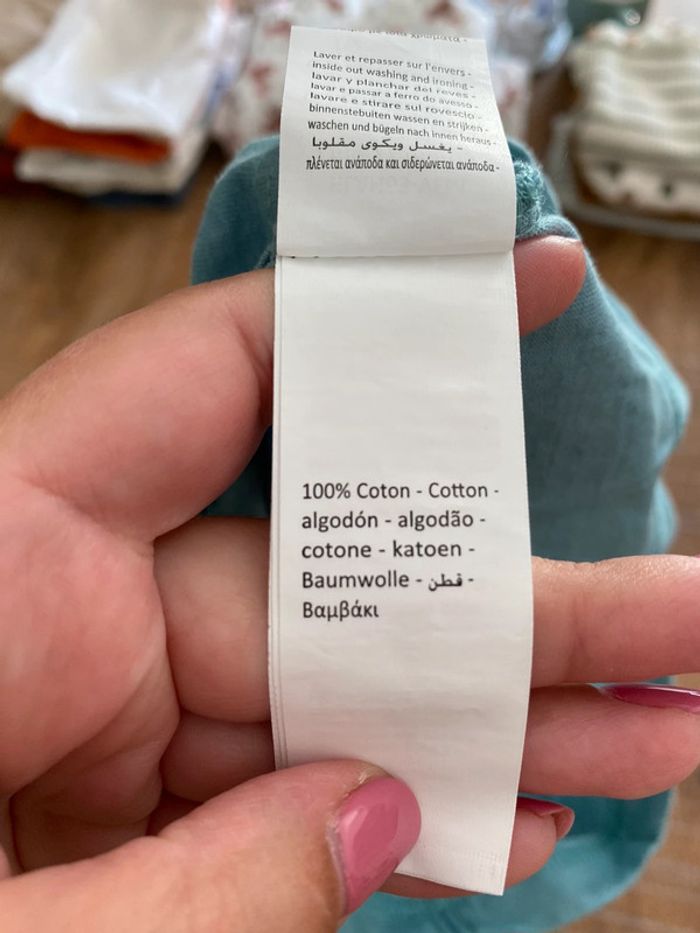 με
Laver et repasser sur l'envers -
inside out washing and ironing -
lavar y planchar del revés -
lavar e passar a ferro do avesso -
lavare e stirare sul rovescio -
binnenstebuiten wassen en strijken -
waschen und bügeln nach innen heraus -
يغسل ويكوى مقلوبا -
πλένεται ανάποδα και σιδερώνεται ανάποδα -
100% Coton - Cotton -
algodón - algodão -
cotone - katoen -
Baumwolle - قطن -
Βαμβάκι